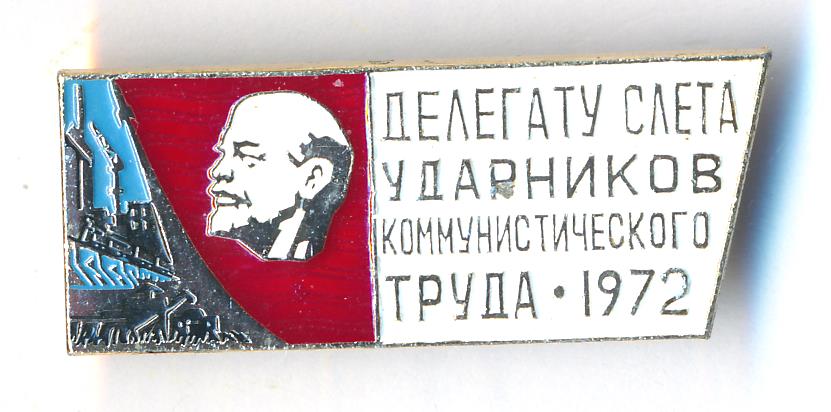 ДЕЛЕГАТУ СЛЕТА
УДАРНИКОВ
КОММУНИСТИЧЕСКОГО
ТРУДА • 1972